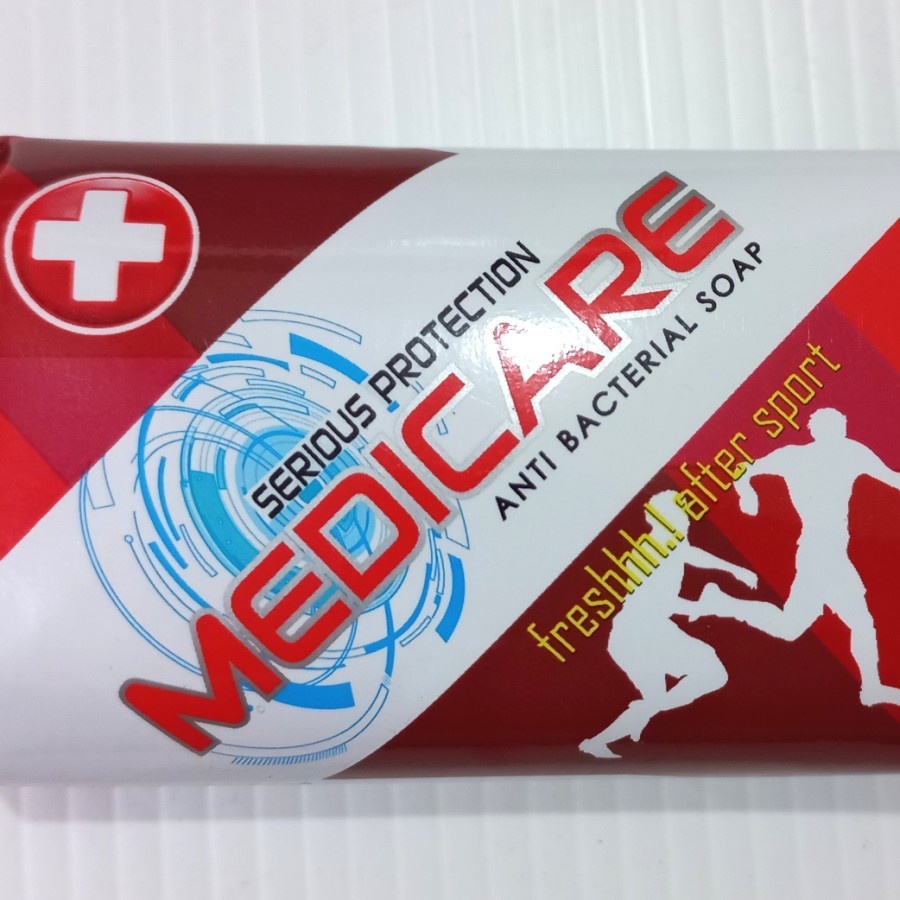 SERIOUS PROTECTION
MEDICARE
ANTI BACTERIAL SOAP
freshhh.! after sport